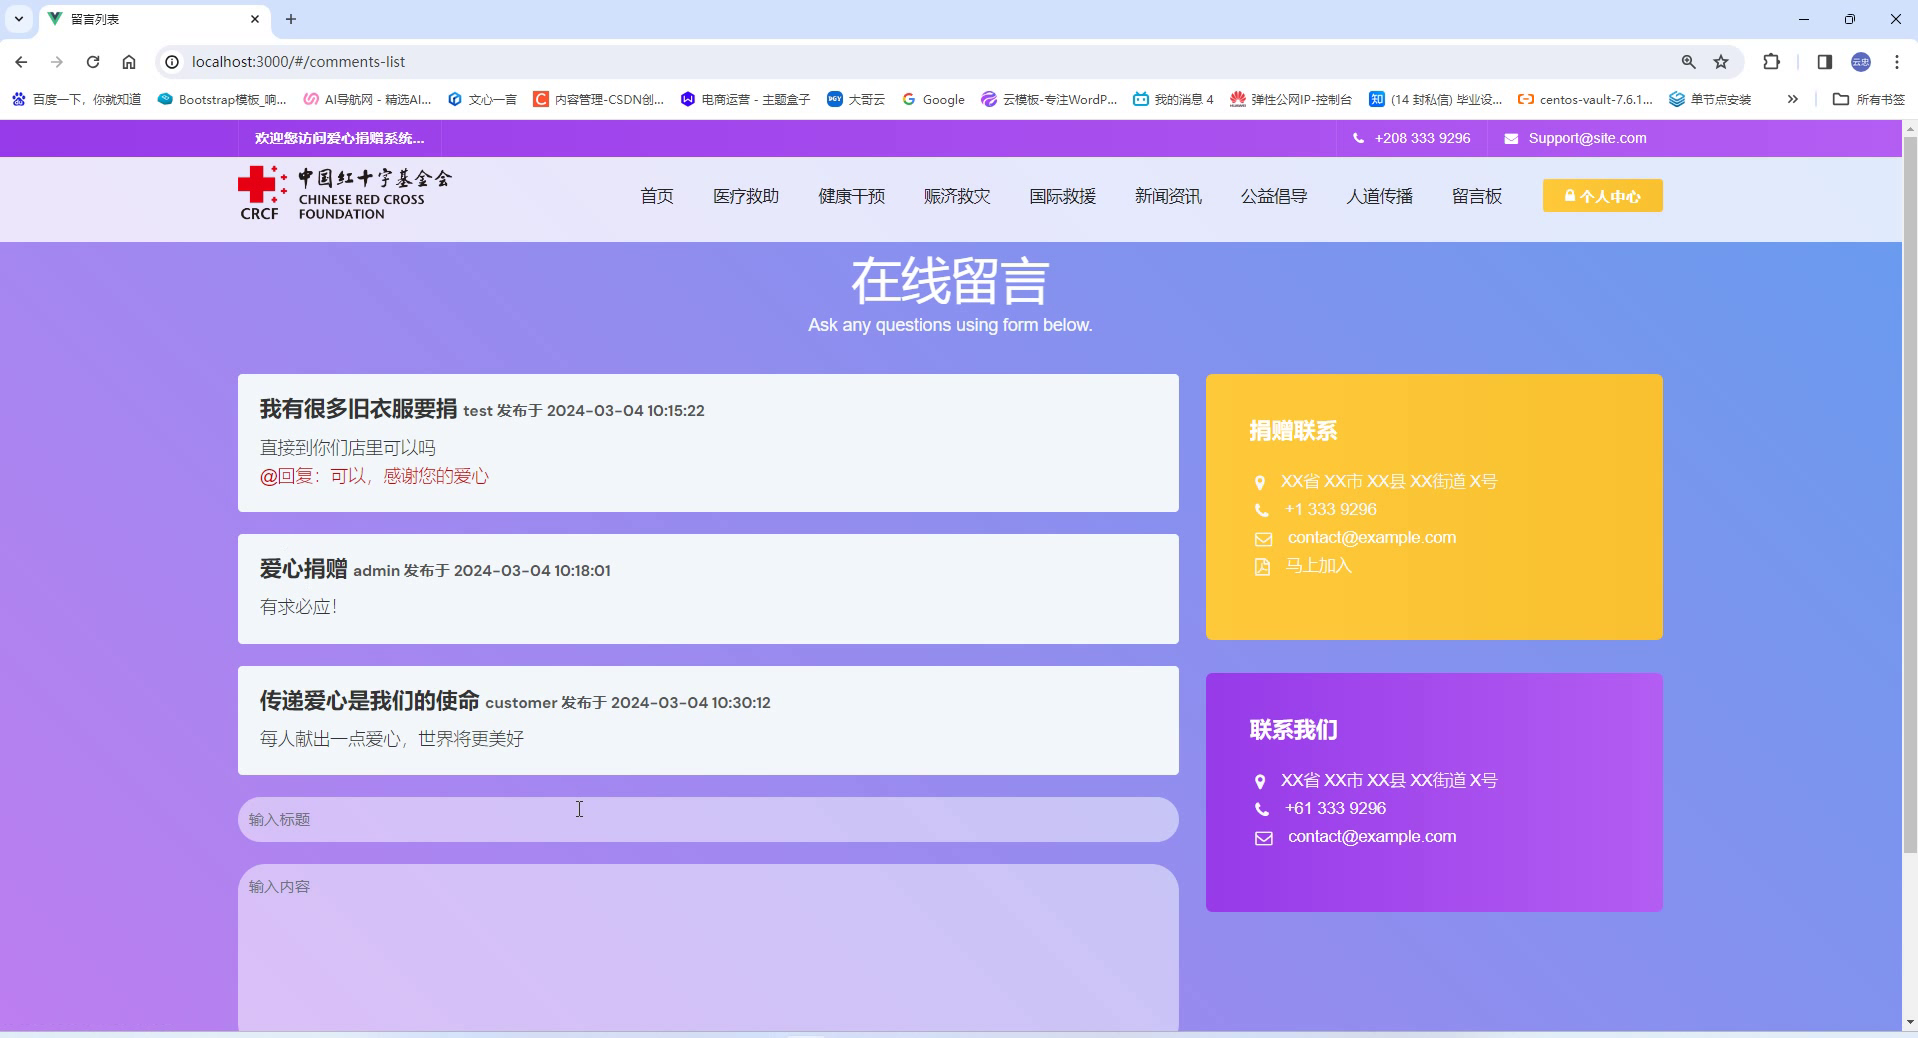 留言列表
localhost:3000/#/comments-list
百度一下，你就知道
Bootstrap模板_响...
AI导航网 - 精选AI...
文心一言
内容管理-CSDN创...
电商运营 - 主题盒子
大哥云
Google
云模板-专注WordP...
我的消息 4
弹性公网IP-控制台
(14 封私信) 毕业设...
centos-vault-7.6.1...
单节点安装
所有书签
欢迎您访问爱心捐赠系统...
+208 333 9296
Support@site.com
CRCF
中国红十字基金会
CHINESE RED CROSS
FOUNDATION
首页
医疗救助
健康干预
赈济救灾
国际救援
新闻资讯
公益倡导
人道传播
留言板
个人中心
在线留言
Ask any questions using form below.
我有很多旧衣服要捐 test 发布于 2024-03-04 10:15:22
直接到你们店里可以吗
@回复：可以，感谢您的爱心
爱心捐赠 admin 发布于 2024-03-04 10:18:01
有求必应！
传递爱心是我们的使命 customer 发布于 2024-03-04 10:30:12
每人献出一点爱心，世界将更美好
输入标题
输入内容
捐赠联系
XX省 XX市 XX县 XX街道 X号
+1 333 9296
contact@example.com
马上加入
联系我们
XX省 XX市 XX县 XX街道 X号
+61 333 9296
contact@example.com